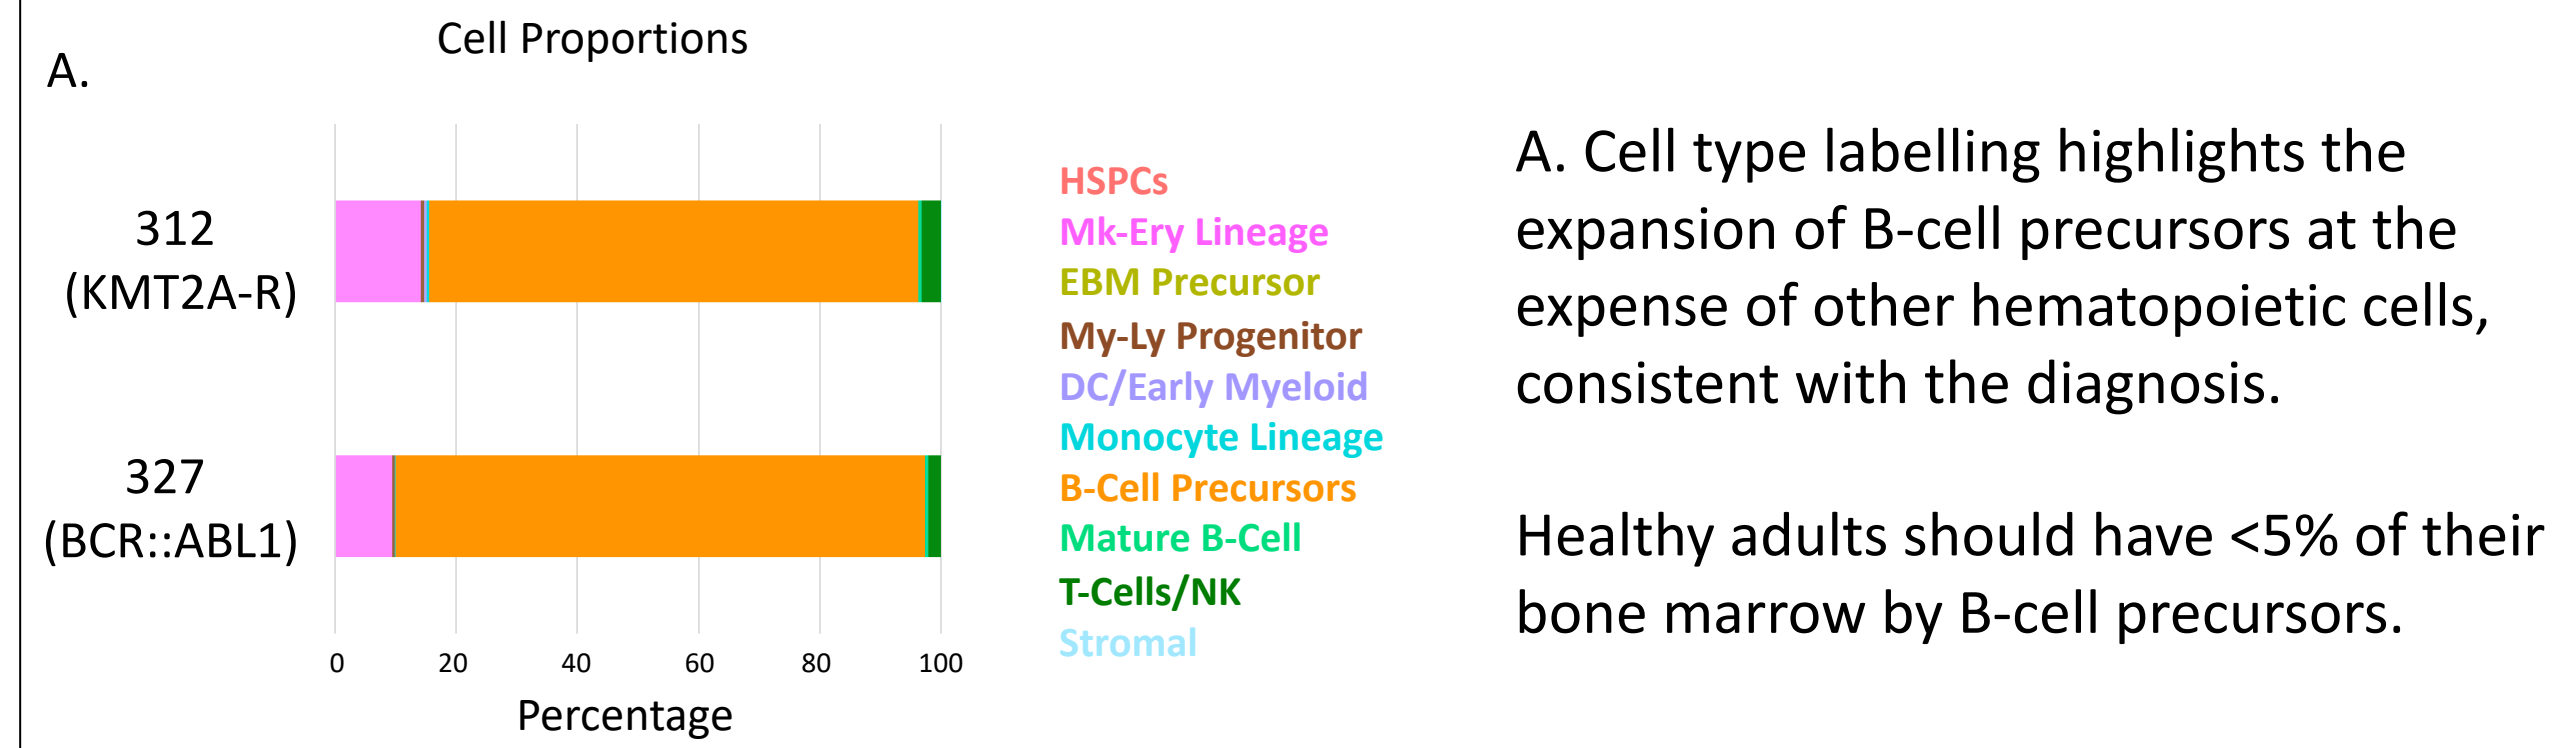 Cell Proportions
A.
312
(KMT2A-R)
327
(BCR::ABL1)
0 20 40 60 80 100
Percentage
HSPCs
Mk-Ery Lineage
EBM Precursor
My-Ly Progenitor
DC/Early Myeloid
Monocyte Lineage
B-Cell Precursors
Mature B-Cell
T-Cells/NK
Stromal
A. Cell type labelling highlights the
expansion of B-cell precursors at the
expense of other hematopoietic cells,
consistent with the diagnosis.
Healthy adults should have <5% of their
bone marrow by B-cell precursors.